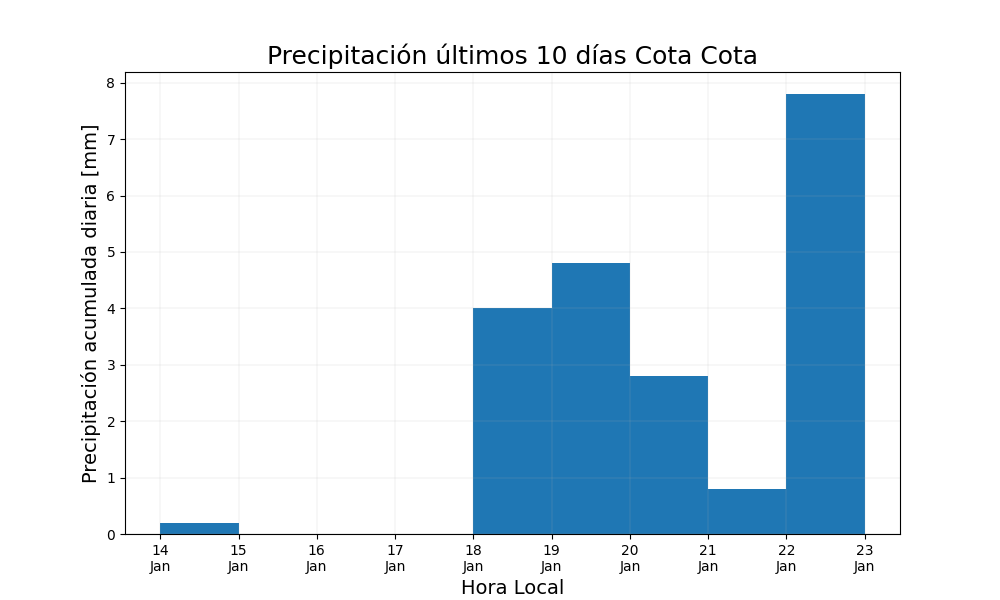 Precipitación últimos 10 días Cota Cota
Precipitación acumulada diaria [mm]
8
7
6
5
4
3
2
1
0
14 15 16 17 18 19 20 21 22 23
Jan Jan Jan Jan Jan Jan Jan Jan Jan Jan
Hora Local